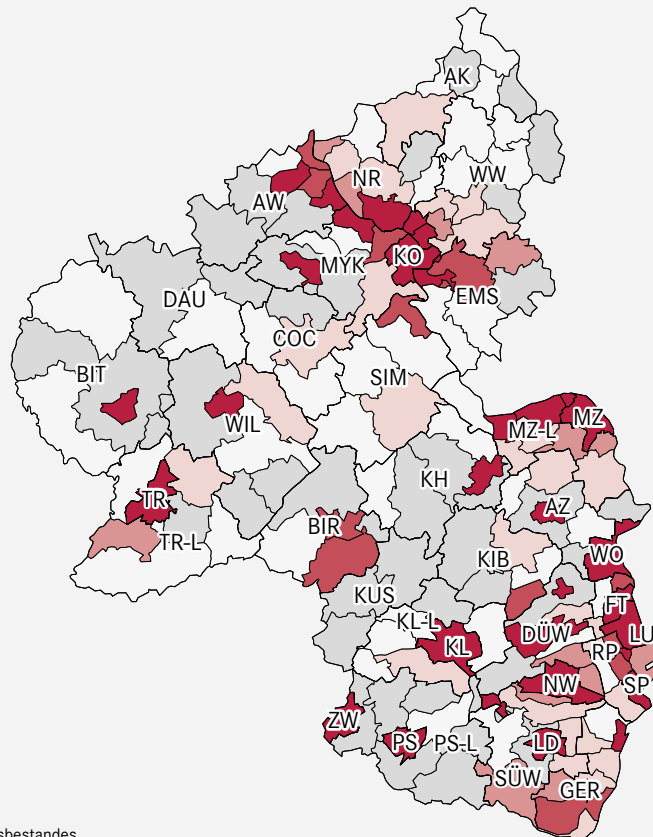 AK
WW
NR
AW
KO
MYK
EMS
DAU
COC
BIT
SIM
WIL
MZ
MZ-L
KH
TR
AZ
BIR
TR-L
WO
KIB
KUS
FT
KL-L
DÜW
LU
KL
RP
NW
SP
ZW
PS
PS-L
LD
SÜW
GER
sbestandes